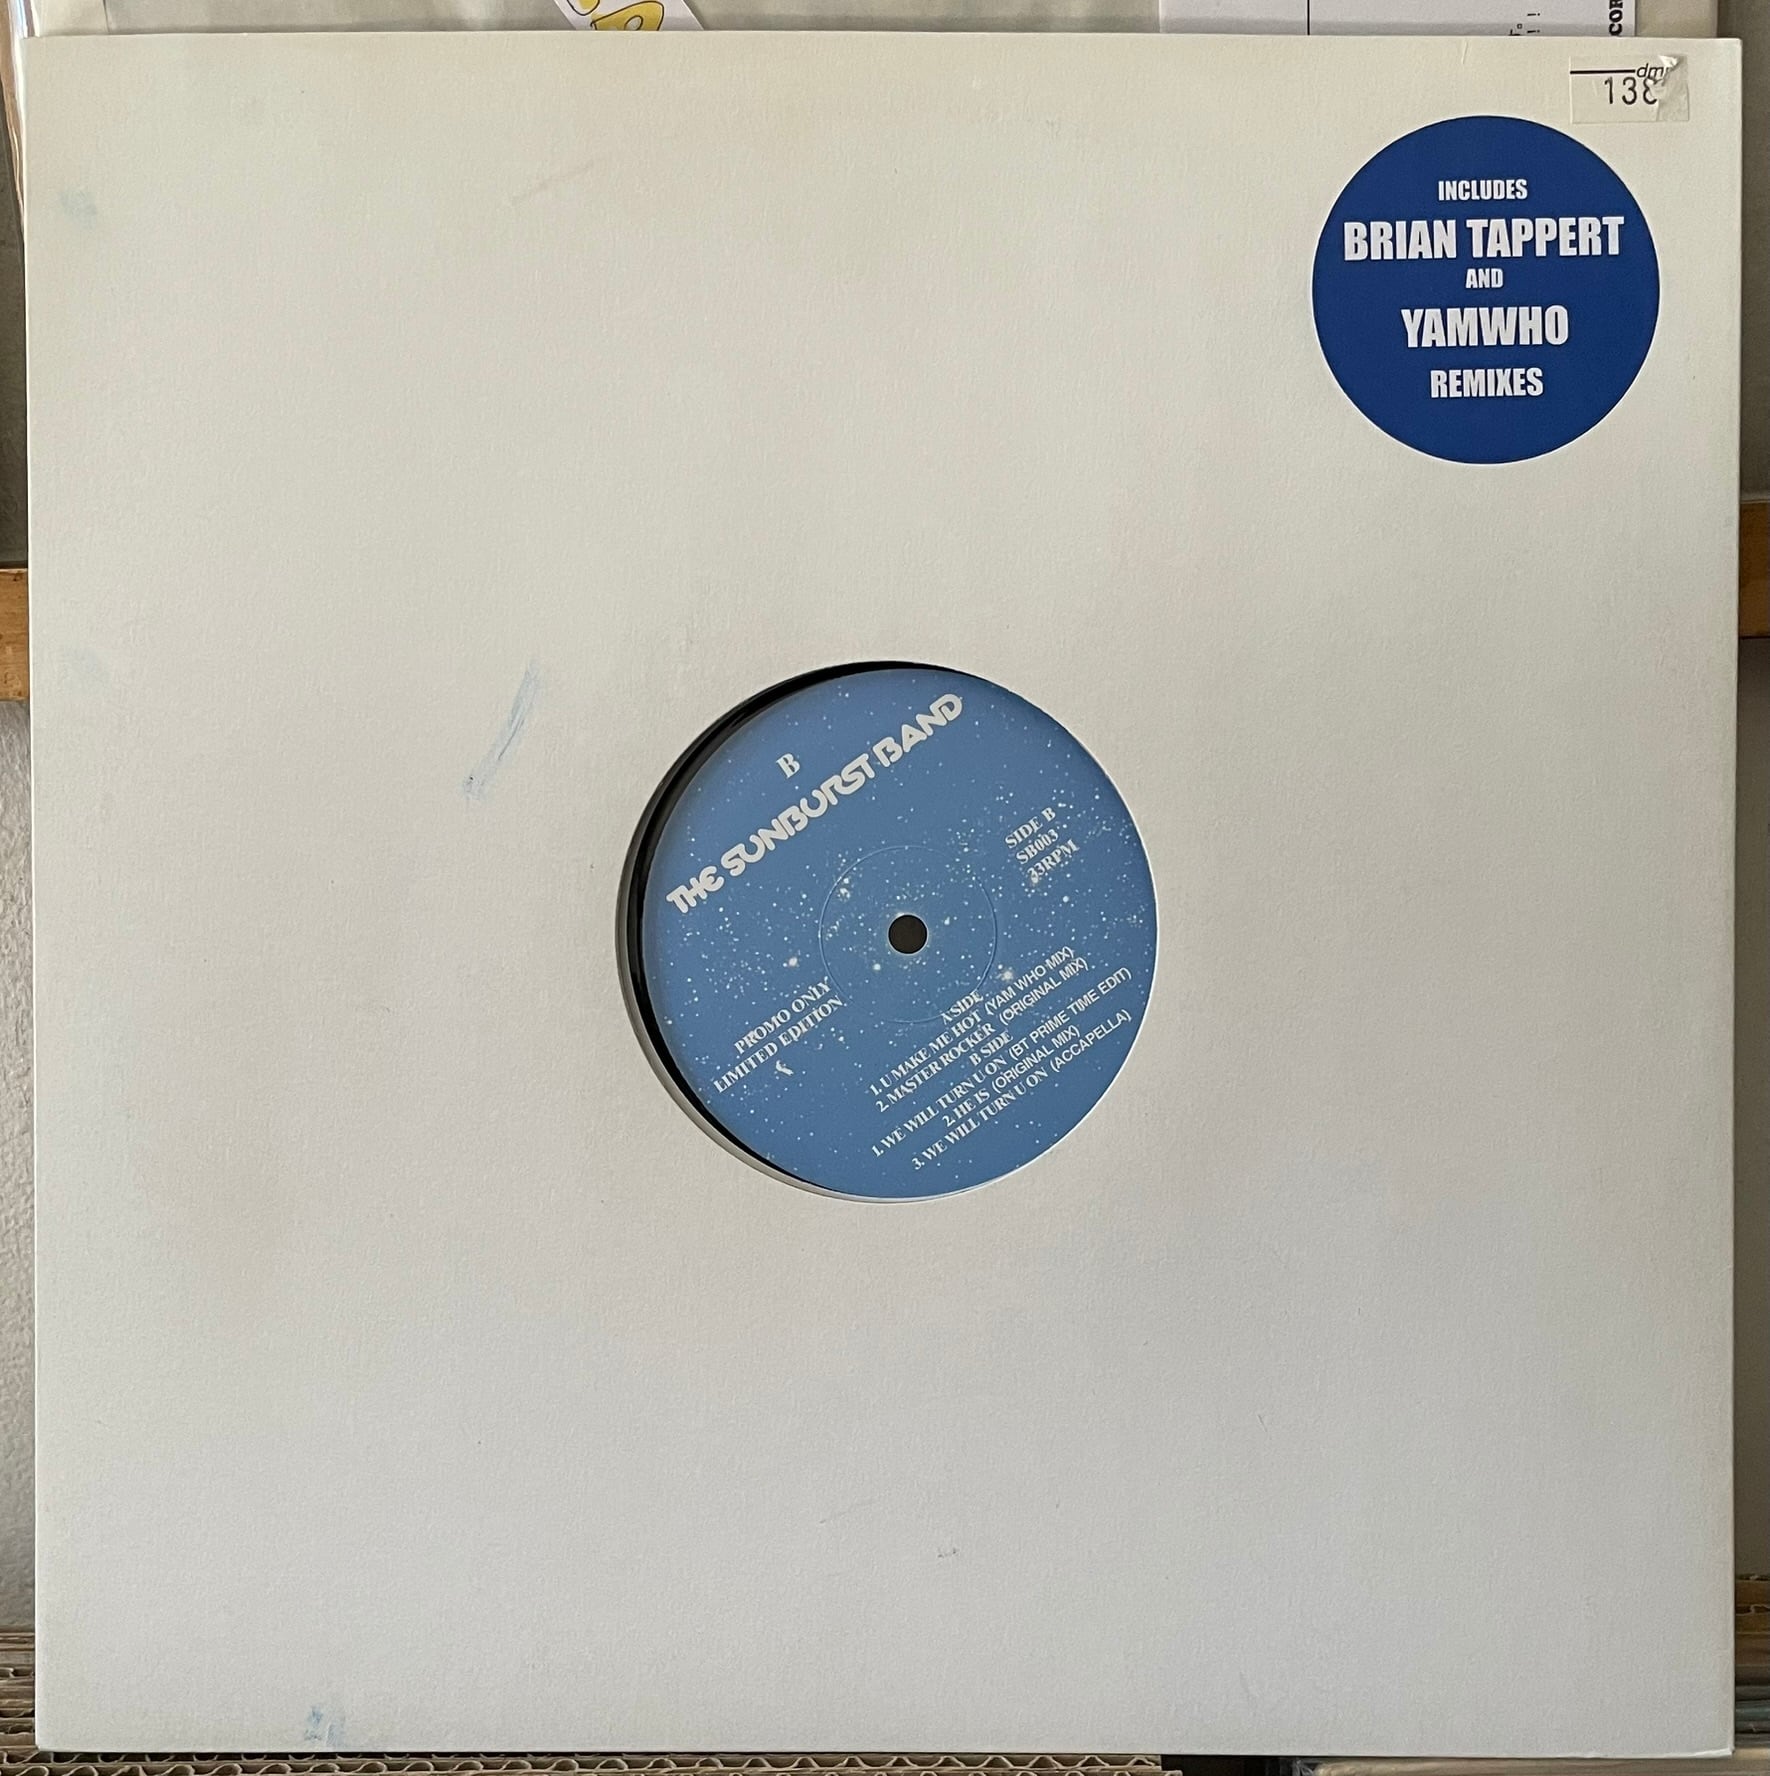 138
INCLUDES
BRIAN TAPPERT
AND
YAMWHO
REMIXES
B
THE SUNBURST BAND
SIDE B
SB003
33RPM
PROMO ONLY
LIMITED EDITION
A SIDE
1. U MAKE ME HOT (YAM WHO MIX)
2. MASTER ROCKER (ORIGINAL MIX)
B SIDE
1. WE WILL TURN U ON (BT PRIME TIME EDIT)
2. HE IS (ORIGINAL MIX)
3. WE WILL TURN U ON (ACCAPELLA)